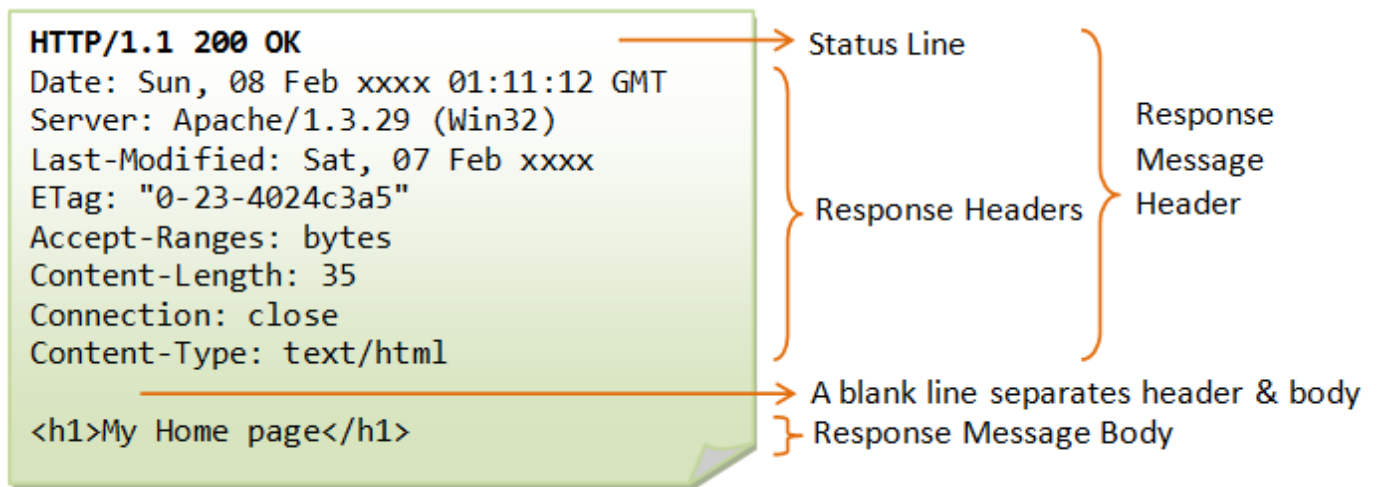 HTTP/1.1 200 OK
Date: Sun, 08 Feb xxxx 01:11:12 GMT
Server: Apache/1.3.29 (Win32)
Last-Modified: Sat, 07 Feb xxxx
ETag: "0-23-4024c3a5"
Accept-Ranges: bytes
Content-Length: 35
Connection: close
Content-Type: text/html
<h1>My Home page</h1>
Status Line
Response Headers
Response
Message
Header
A blank line separates header & body
Response Message Body